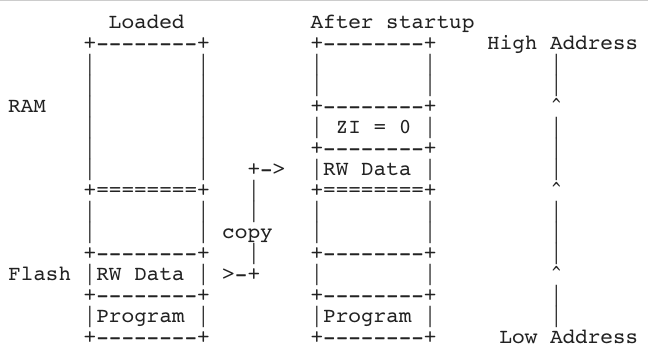 Loaded After startup
High Address
RAM
ZI = 0
RW Data
copy
Flash RW Data
Program Program
Low Address